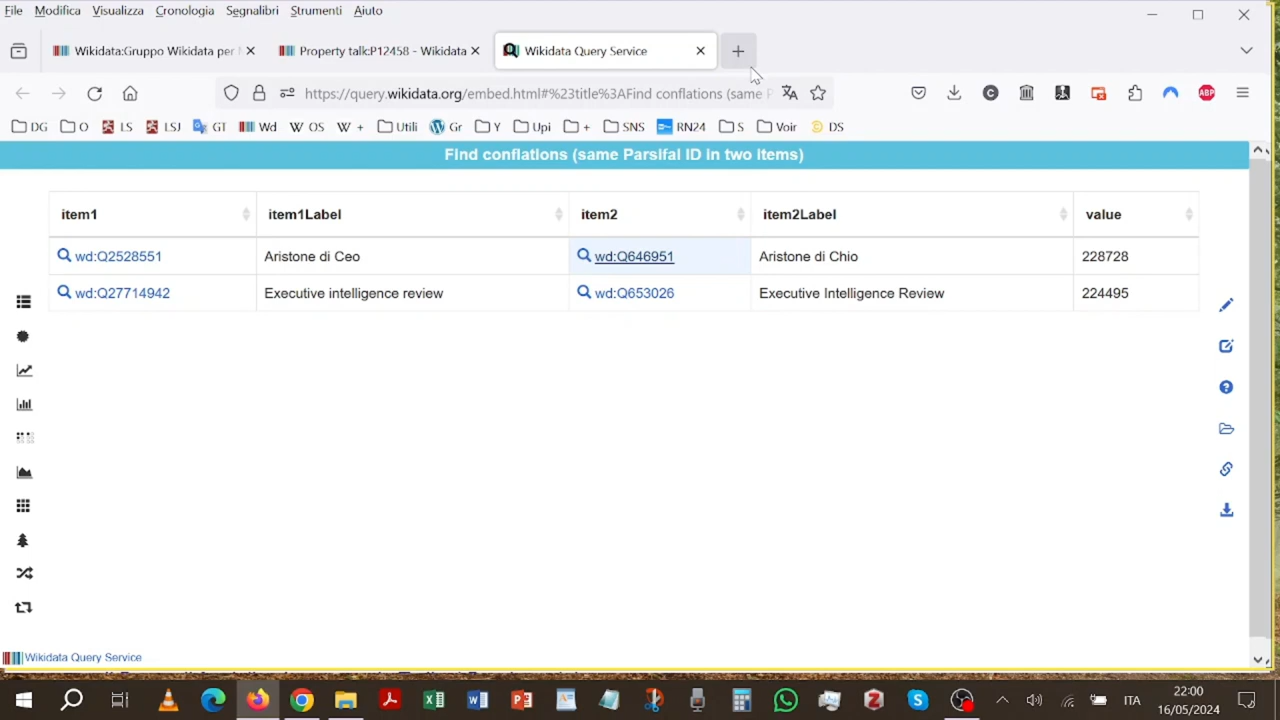 File Modifica Visualizza Cronologia Segnalibri Strumenti Aiuto
Wikidata:Gruppo Wikidata per Property talk:P12458 - Wikidata Wikidata Query Service
https://query.wikidata.org/embed.html#%23title%3AFind conflations (same
DG O LS LSJ GT Wd OS + Utili Gr Y Upi + SNS RN24 S Voir DS
Find conflations (same Parsifal ID in two items)
item1 item1Label item2 item2Label value
wd:Q2528551 Aristone di Ceo wd:Q646951 Aristone di Chio 228728
wd:Q27714942 Executive intelligence review wd:Q653026 Executive Intelligence Review 224495
Wikidata Query Service
22:00
ITA
16/05/2024